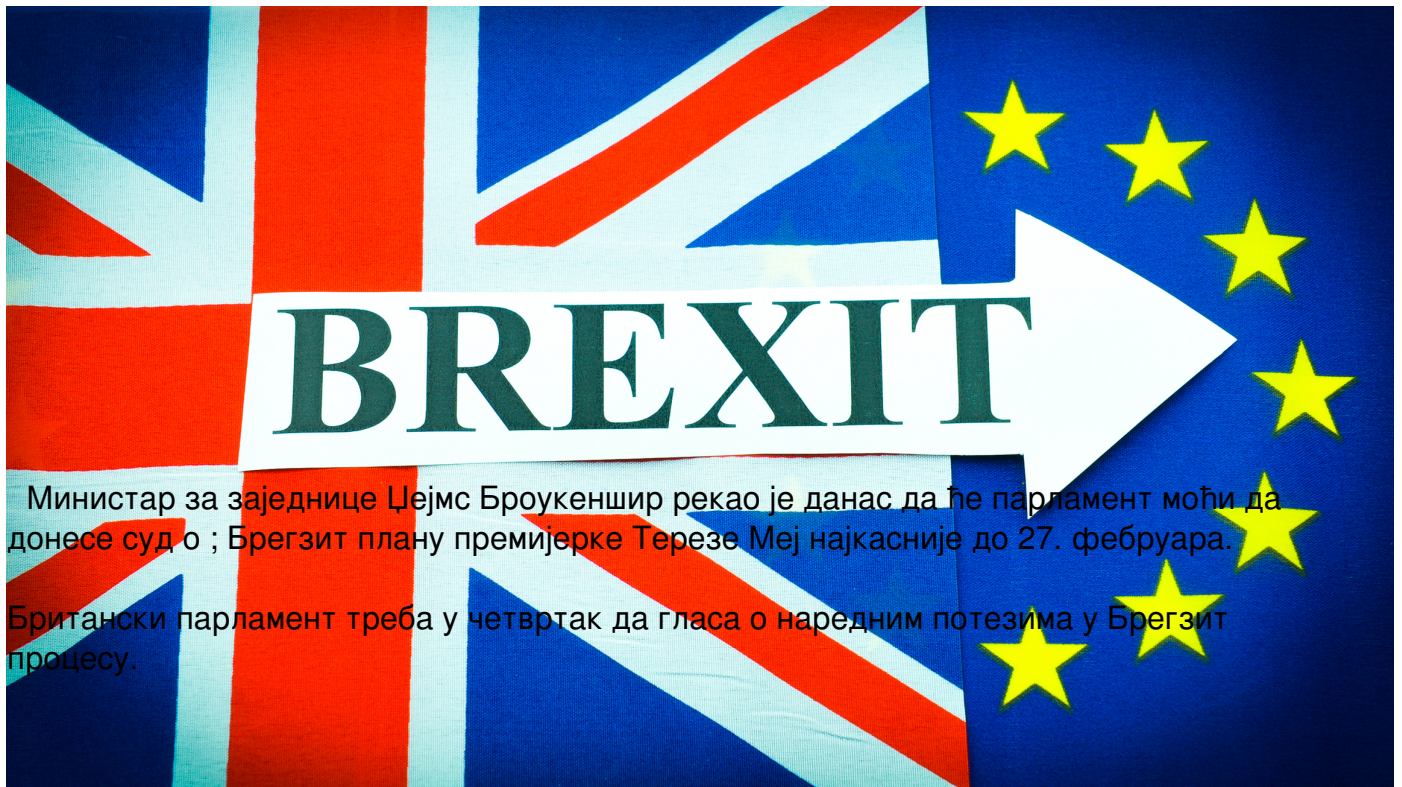 BREXIT
Министар за заједнице Џејмс Броукеншир рекао је данас да ће парламент моћи да
донесе суд о ; Брегзит плану премијерке Терезе Меј најкасније до 27. фебруара.
Британски парламент треба у четвртак да гласа о наредним потезима у Брегзит
процесу.